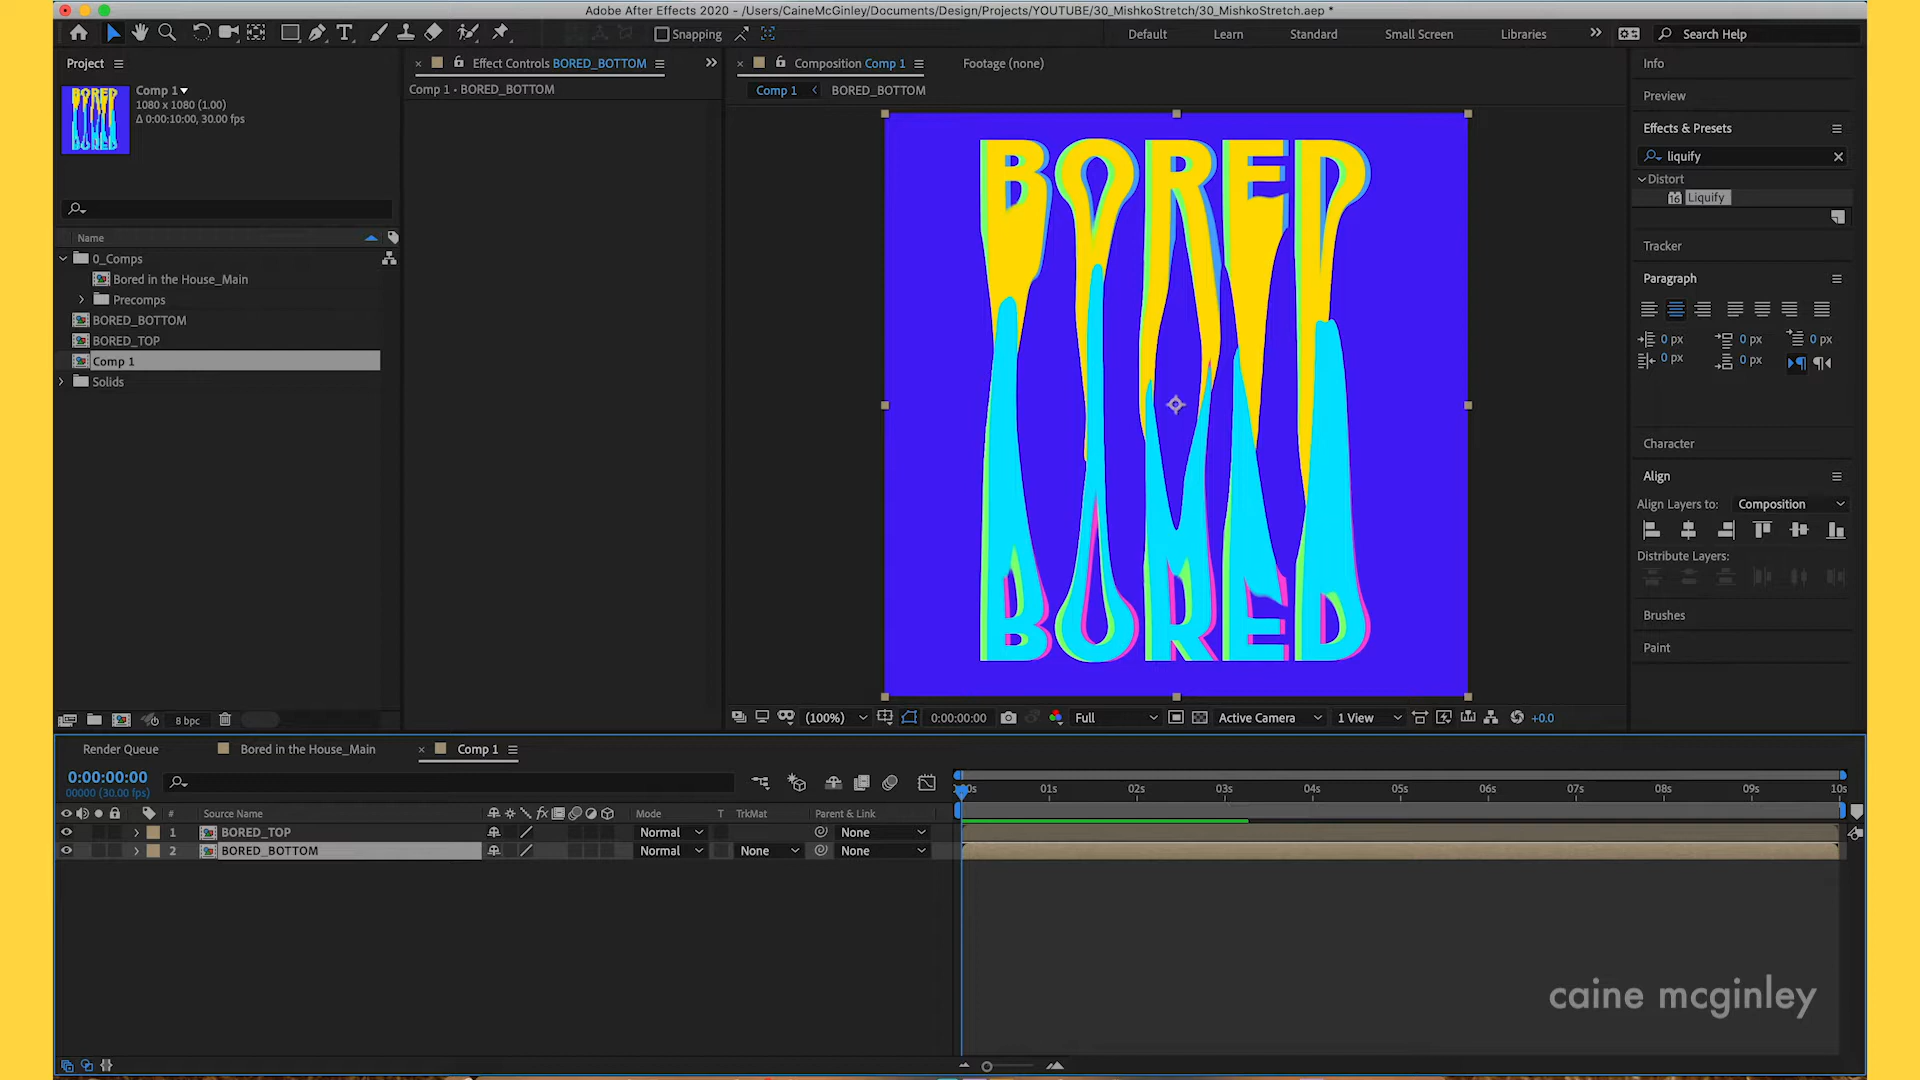 Adobe After Effects 2020 - /Users/CaineMcGinley/Documents/Design/Projects/YOUTUBE/30_MishkoStretch/30_MishkoStretch.aep *
Snapping
Default
Learn
Standard
Small Screen
Libraries
Search Help
Project
Comp 1
1080 x 1080 (1.00)
Δ 0:00:10:00, 30.00 fps
Name
0_Comps
Bored in the House_Main
Precomps
BORED_BOTTOM
BORED_TOP
Comp 1
Solids
8 bpc
Effect Controls BORED_BOTTOM
Comp 1 • BORED_BOTTOM
Composition Comp 1
Footage (none)
Comp 1
BORED_BOTTOM
BORED
BORED
(100%)
0:00:00:00
Full
Active Camera
1 View
+0.0
Info
Preview
Effects & Presets
liquify
Distort
Liquify
Tracker
Paragraph
0 px
0 px
0 px
0 px
0 px
Character
Align
Align Layers to:
Composition
Distribute Layers:
Brushes
Paint
Render Queue
Bored in the House_Main
Comp 1
0:00:00:00
00000 (30.00 fps)
#
Source Name
Mode
T
TrkMat
Parent & Link
1
BORED_TOP
Normal
None
2
BORED_BOTTOM
Normal
None
None
01s
02s
03s
04s
05s
06s
07s
08s
09s
10s
caine mcginley